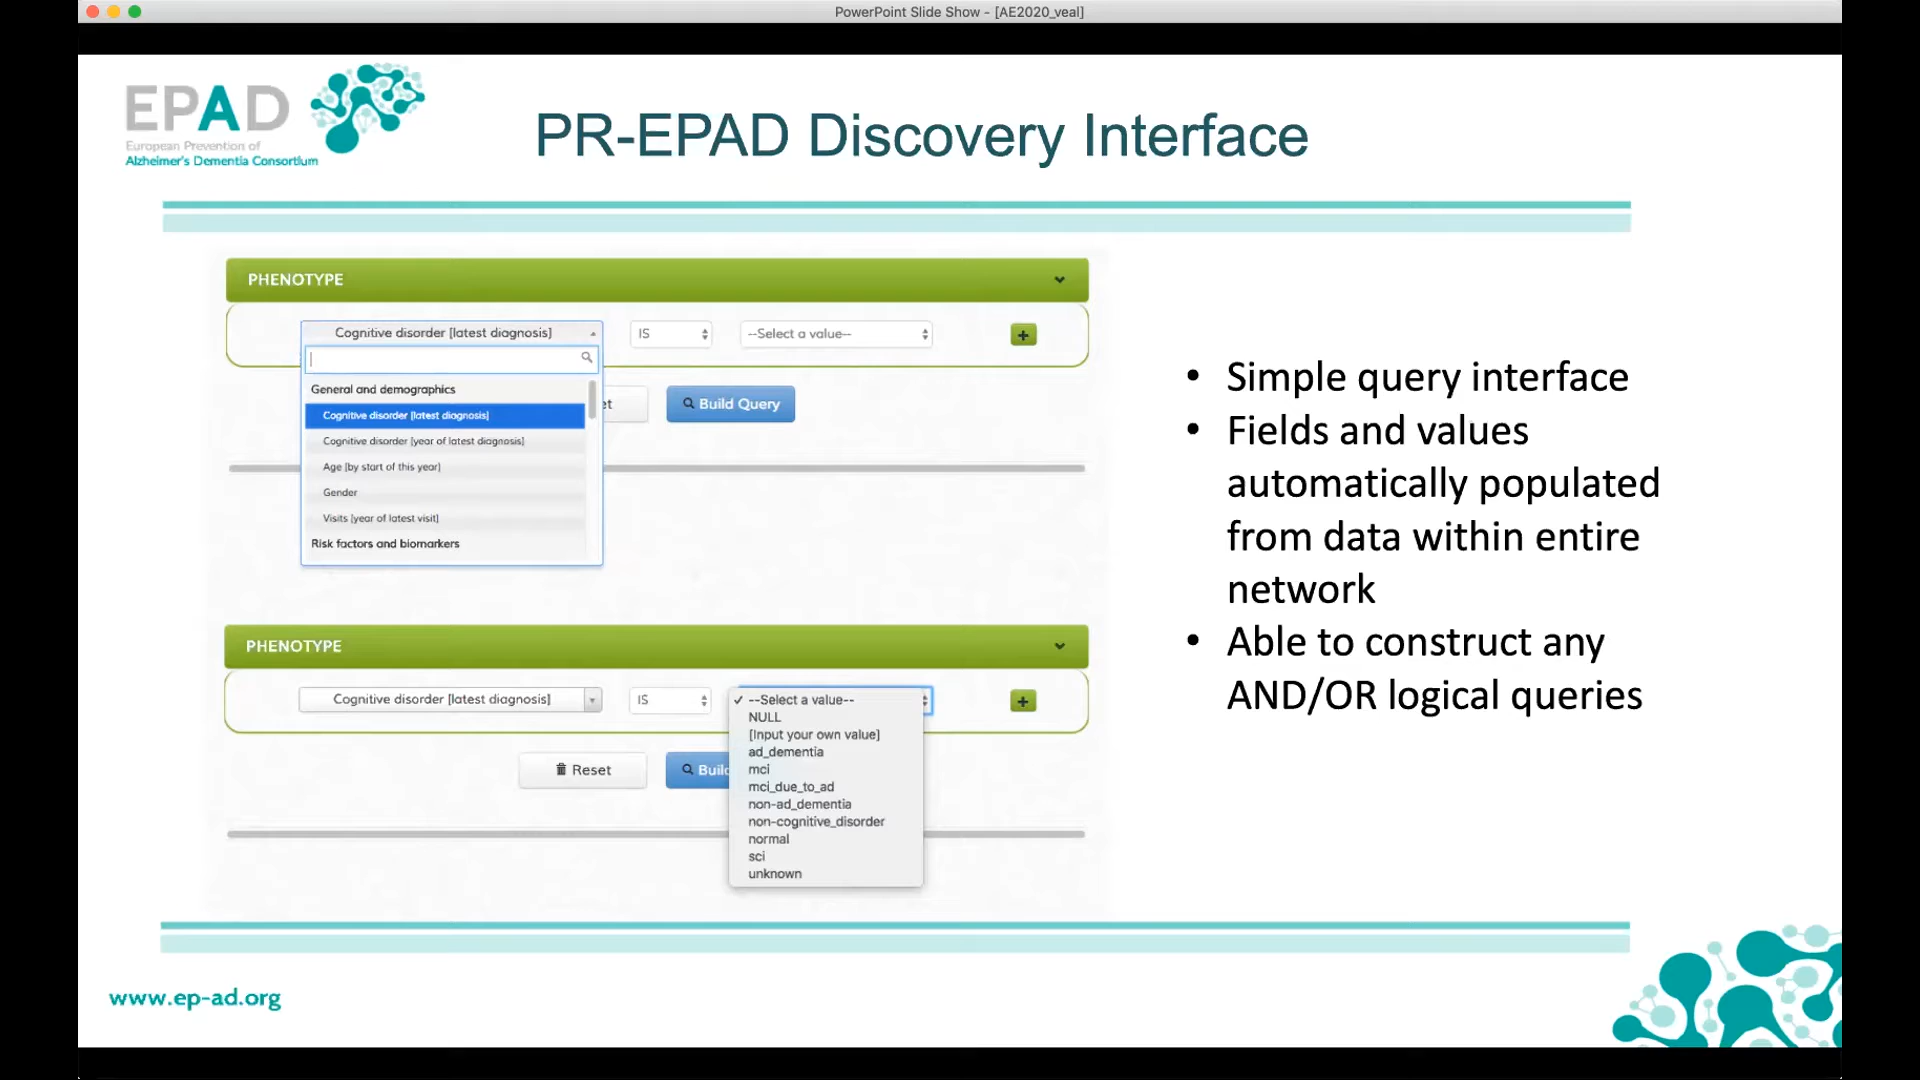 PowerPoint Slide Show - [AE2020_veal]
EPAD
European Prevention of
Alzheimer's Dementia Consortium
PR-EPAD Discovery Interface
PHENOTYPE
Cognitive disorder [latest diagnosis]
IS
--Select a value--
General and demographics
Cognitive disorder [latest diagnosis]
Cognitive disorder [year of latest diagnosis]
Age [by start of this year]
Gender
Visits [year of latest visit]
Risk factors and biomarkers
et
Build Query
PHENOTYPE
Cognitive disorder [latest diagnosis]
IS
--Select a value--
NULL
[Input your own value]
ad_dementia
mci
mci_due_to_ad
non-ad_dementia
non-cognitive_disorder
normal
sci
unknown
Reset
Build
• Simple query interface
• Fields and values
automatically populated
from data within entire
network
• Able to construct any
AND/OR logical queries
www.ep-ad.org